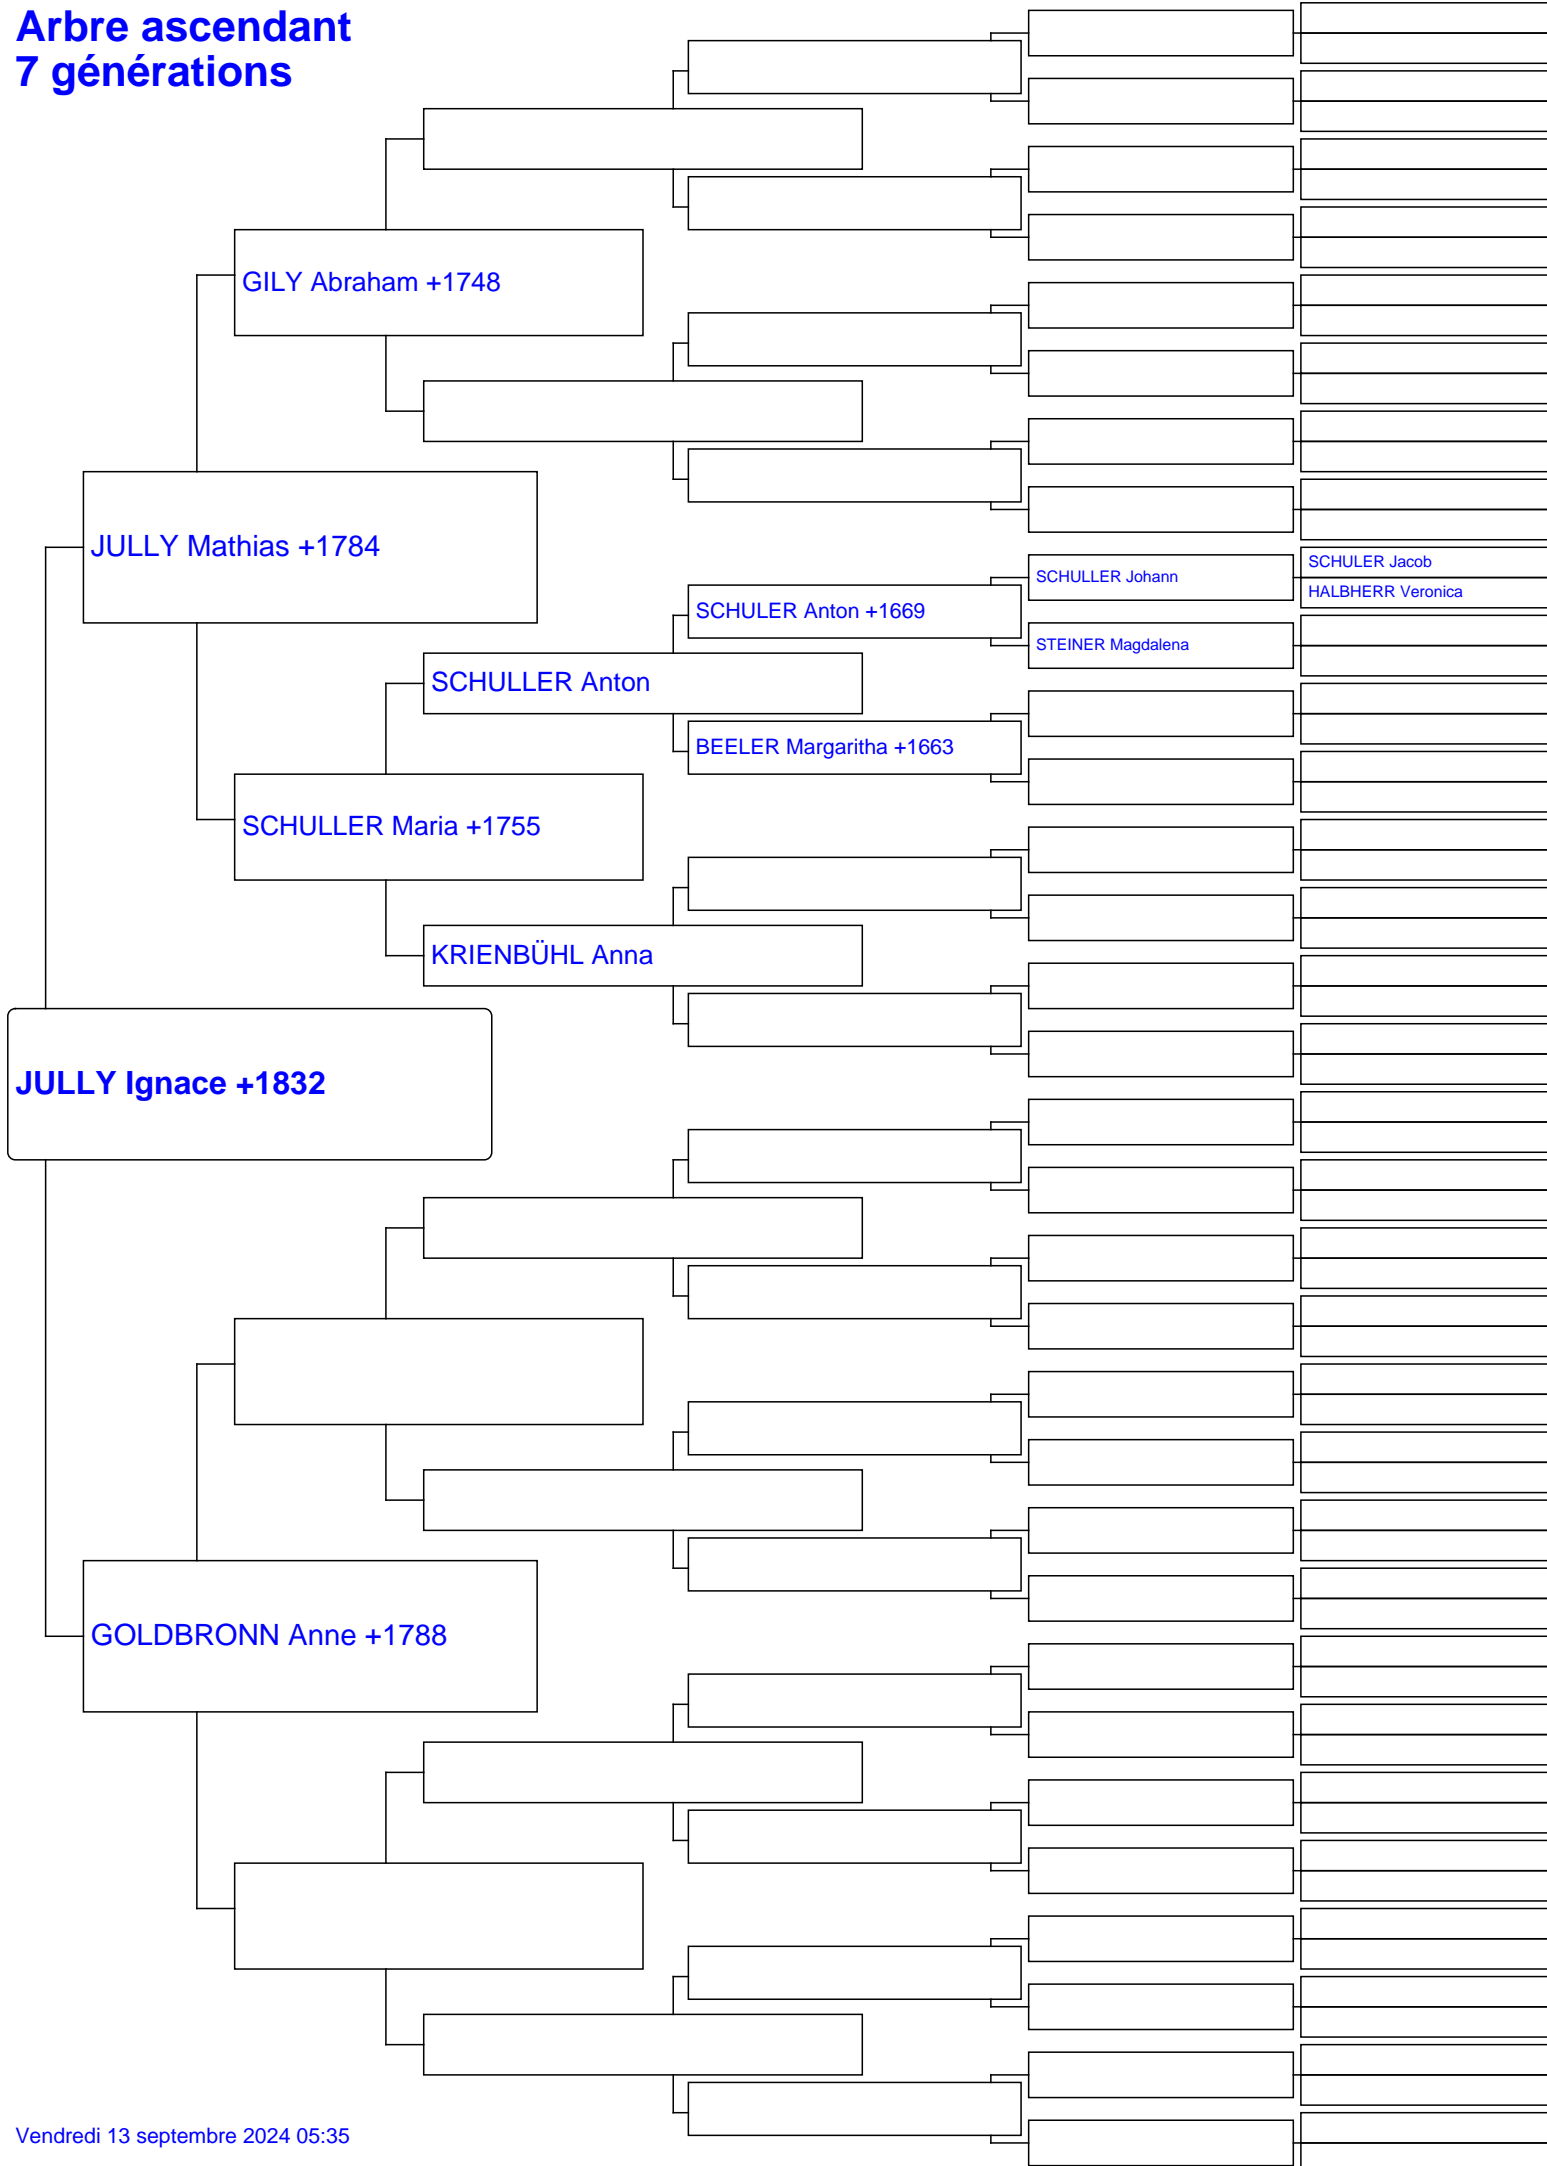 Arbre ascendant
7 générations
GILY Abraham +1748
JULLY Mathias +1784
SCHULLER Johann
SCHULER Jacob
HALBHERR Veronica
SCHULER Anton +1669
STEINER Magdalena
SCHULLER Anton
BEELER Margaritha +1663
SCHULLER Maria +1755
KRIENBÜHL Anna
JULLY Ignace +1832
GOLDBRONN Anne +1788
Vendredi 13 septembre 2024 05:35